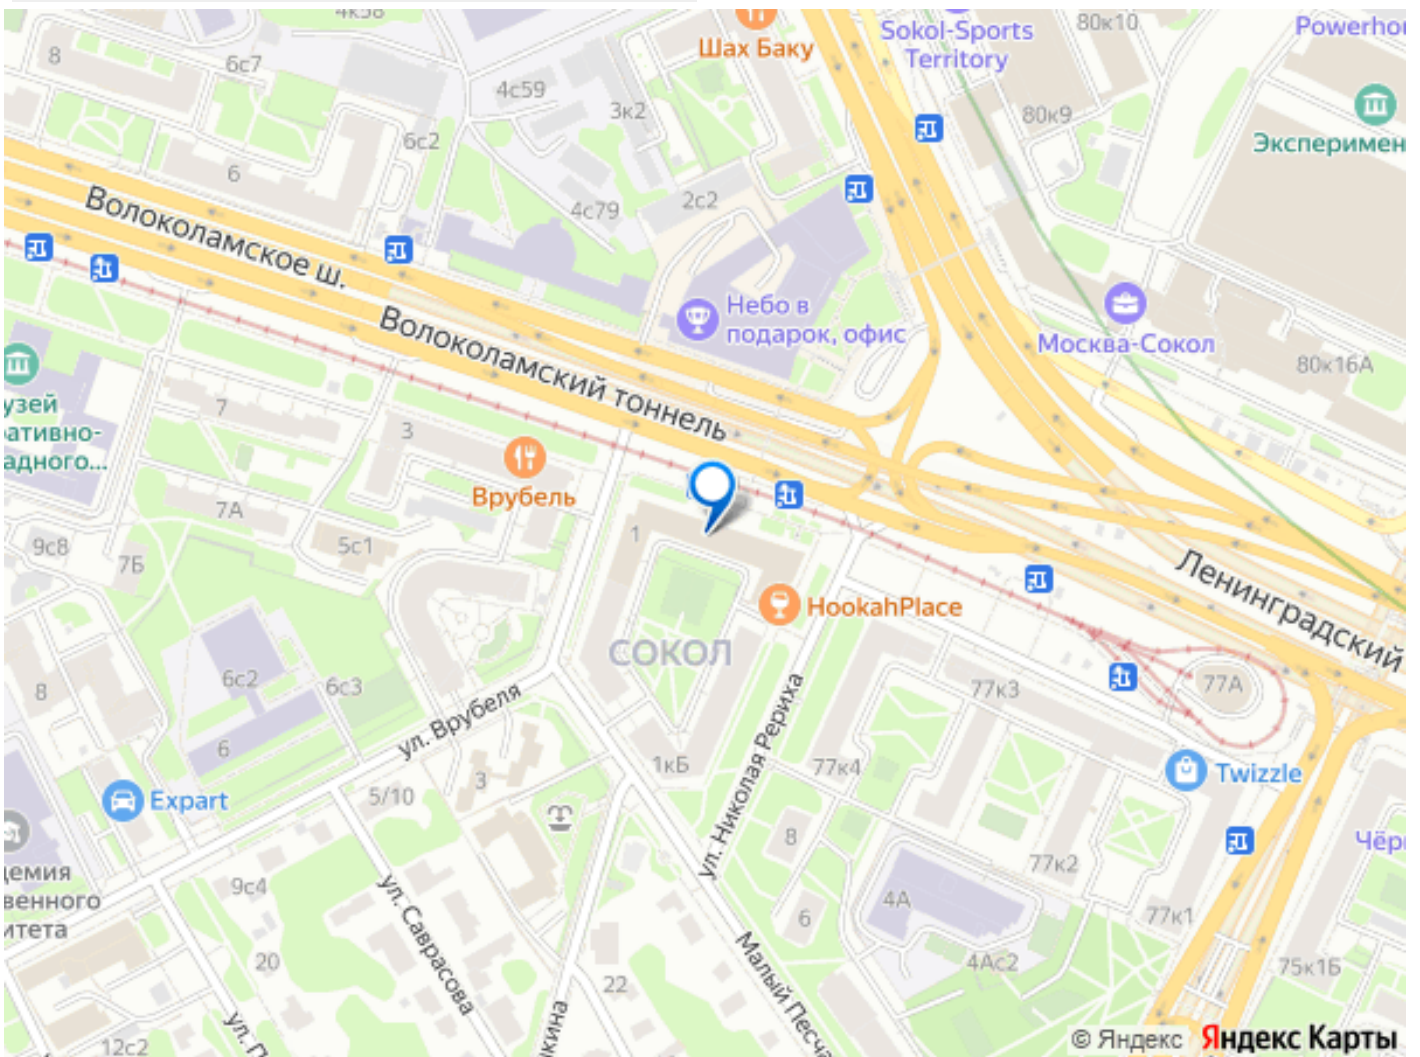 4к58
Шах Баку
Sokol-Sports
Territory
80к10
Powerhou
8
6с7
4с59
3к2
80к9
Эксперимен
6с2
6
2с2
4с79
Волоколамское ш.
Небо в
подарок, офис
Москва-Сокол
80к16А
Волоколамский тоннель
узей
ативно-
адного...
7
3
Врубель
7А
5с1
9с8
7Б
1
Ленинградский
HookahPlace
СОКОЛ
6с2
6с3
8
77к3
77А
ул. Врубеля
6
3
1кБ
77к4
Twizzle
ул. Николая Рериха
Expart
5/10
8
77к2
Чёр
демия
венного
итета
9с4
ул. Саврасова
4А
77к1
6
Малый Песча
20
22
4Ас2
75к1Б
ул. П
кина
12с2
© Яндекс Яндекс Карты